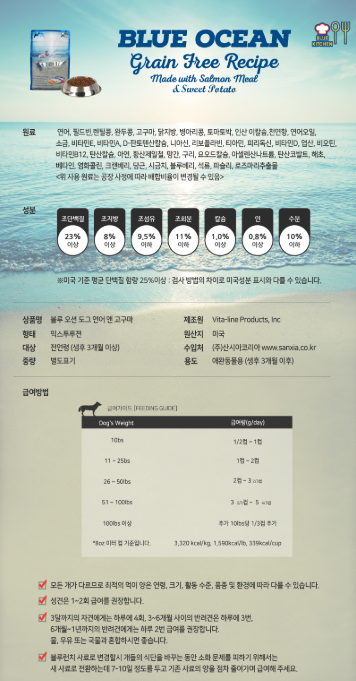 BLUE OCEAN
Grain Free Recipe
Made with Salmon Meal
& Sweet Potato
BLUE
KITCHEN
원료
연어, 필드빈, 렌틸콩, 완두콩, 고구마, 닭지방, 병아리콩, 토마토박, 인산 이칼슘, 천연향, 연어오일,
소금, 비타민E, 비타민A, D-판토텐산칼슘, 나이신, 리보플라빈, 티아민, 피리독신, 비타민D, 엽산, 비오틴,
비타민B12, 탄산칼슘, 아연, 황산제일철, 망간, 구리, 요오드칼슘, 아셀렌산나트륨, 탄산코발트, 해초,
베타인, 염화콜린, 크랜베리, 당근, 시금치, 블루베리, 석류, 파슬리, 로즈마리추출물
<위 사용 원료는 공장 사정에 따라 배합비율이 변경될 수 있음>
성분
조단백질 조지방 조섬유 조회분 칼슘 인 수분
23% 8% 9,5% 11% 1,0% 0,8% 10%
이상 이상 이하 이하 이상 이상 이하
※미국 기준 평균 단백질 함량 25%이상 : 검사 방법의 차이로 미국성분 표시와 다를 수 있습니다.
상품명 블루 오션 도그 연어 앤 고구마 제조원 Vita-line Products, Inc
형태 익스투루젼 원산지 미국
대상 전연령 (생후 3개월 이상) 수입처 (주)산시아코리아 www.sanxia.co.kr
중량 별도표기 용도 애완동물용 (생후 3개월 이후)
급여방법
급여가이드 [FEEDING GUIDE]
Dog's Weight 급여량(g/day)
10bs 1/2컵 ~ 1컵
11 ~ 25lbs 1컵 ~ 2컵
26 ~ 50lbs 2컵 ~ 3
51 ~ 100lbs
100lbs 이상 추가 10lbs당 1/3컵 추가
*8oz 미터 컵 기준입니다. 3,320 kcal/kg, 1,590kcal/lb, 339kcal/cup
모든 개가 다르므로 최적의 먹이 양은 연령, 크기, 활동 수준, 품종 및 환경에 따라 다를 수 있습니다.
성견은 1~2회 급여를 권장합니다.
3달까지의 자견에게는 하루에 4회, 3~6개월 사이의 반려견은 하루에 3번,
6개월~1년까지의 반려견에게는 하루 2번 급여를 권장합니다.
물, 우유 또는 국물과 혼합하시면 좋습니다.
블루런치 사료로 변경할시 개들의 식단을 바꾸는 동안 소화 문제를 피하기 위해서는
새 사료로 전환하는데 7-10일 정도를 두고 기존 사료의 양을 점차 줄여가며 급여해 주세요.